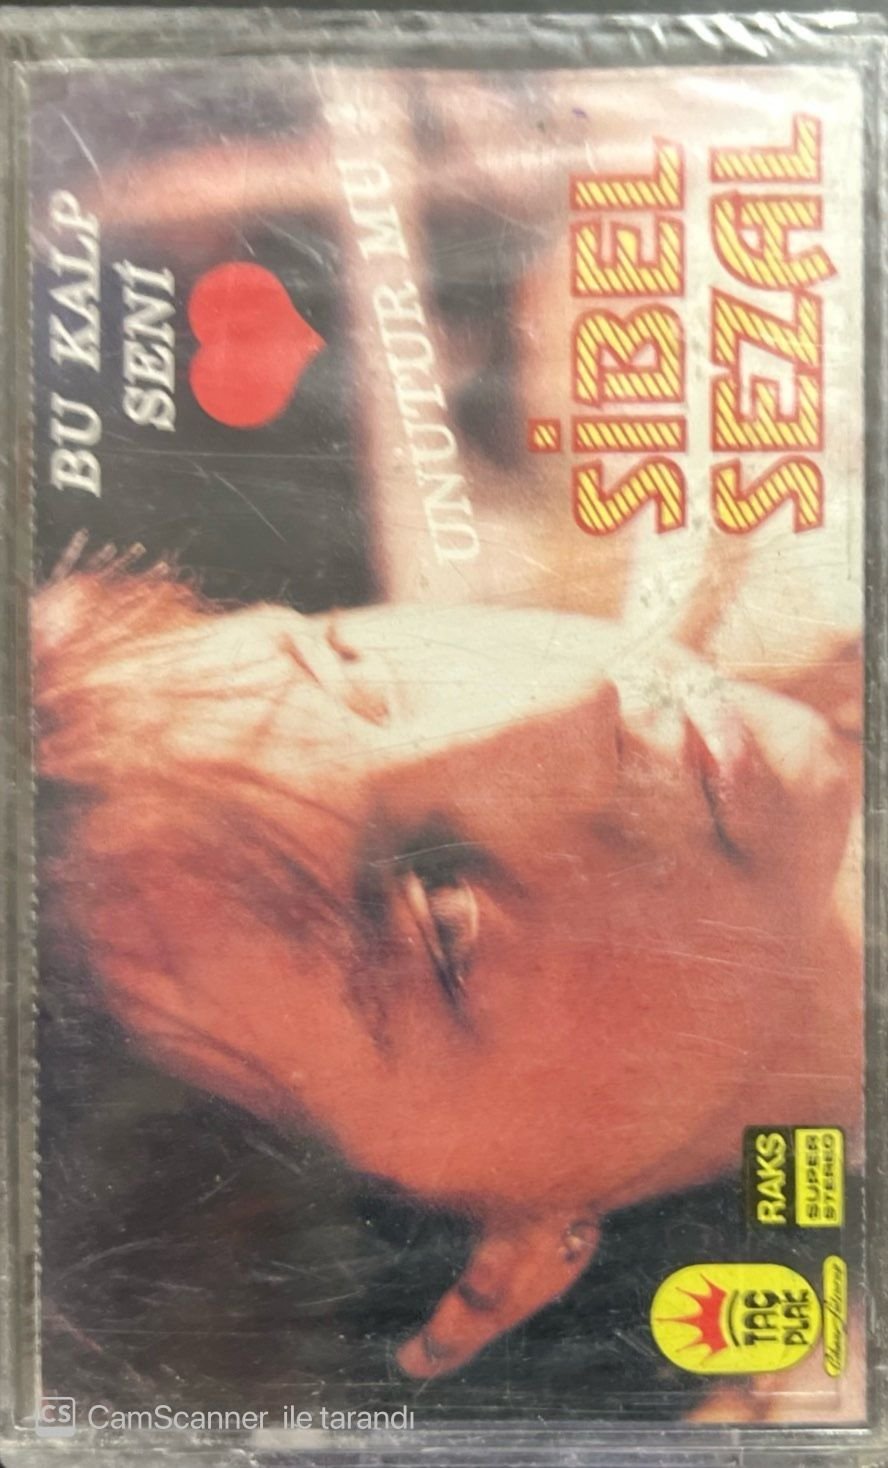 BU KALP
SENİ
UNUTUR MU
SİBEL
SEZAL
RAKS
SUPER
STEREO
TAÇ
PLAK
CS CamScanner ile tarandı